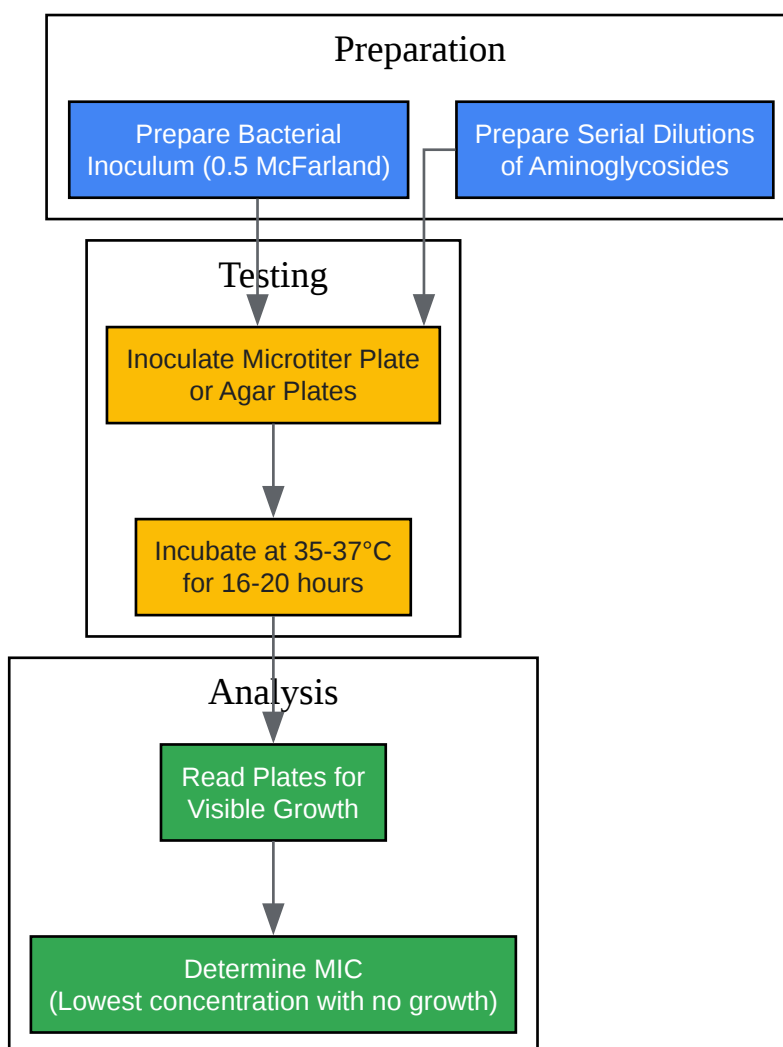 Preparation
Prepare Bacterial
Inoculum (0.5 McFarland)
Prepare Serial Dilutions
of Aminoglycosides
Testing
Inoculate Microtiter Plate
or Agar Plates
Incubate at 35-37°C
for 16-20 hours
Analysis
Read Plates for
Visible Growth
Determine MIC
(Lowest concentration with no growth)